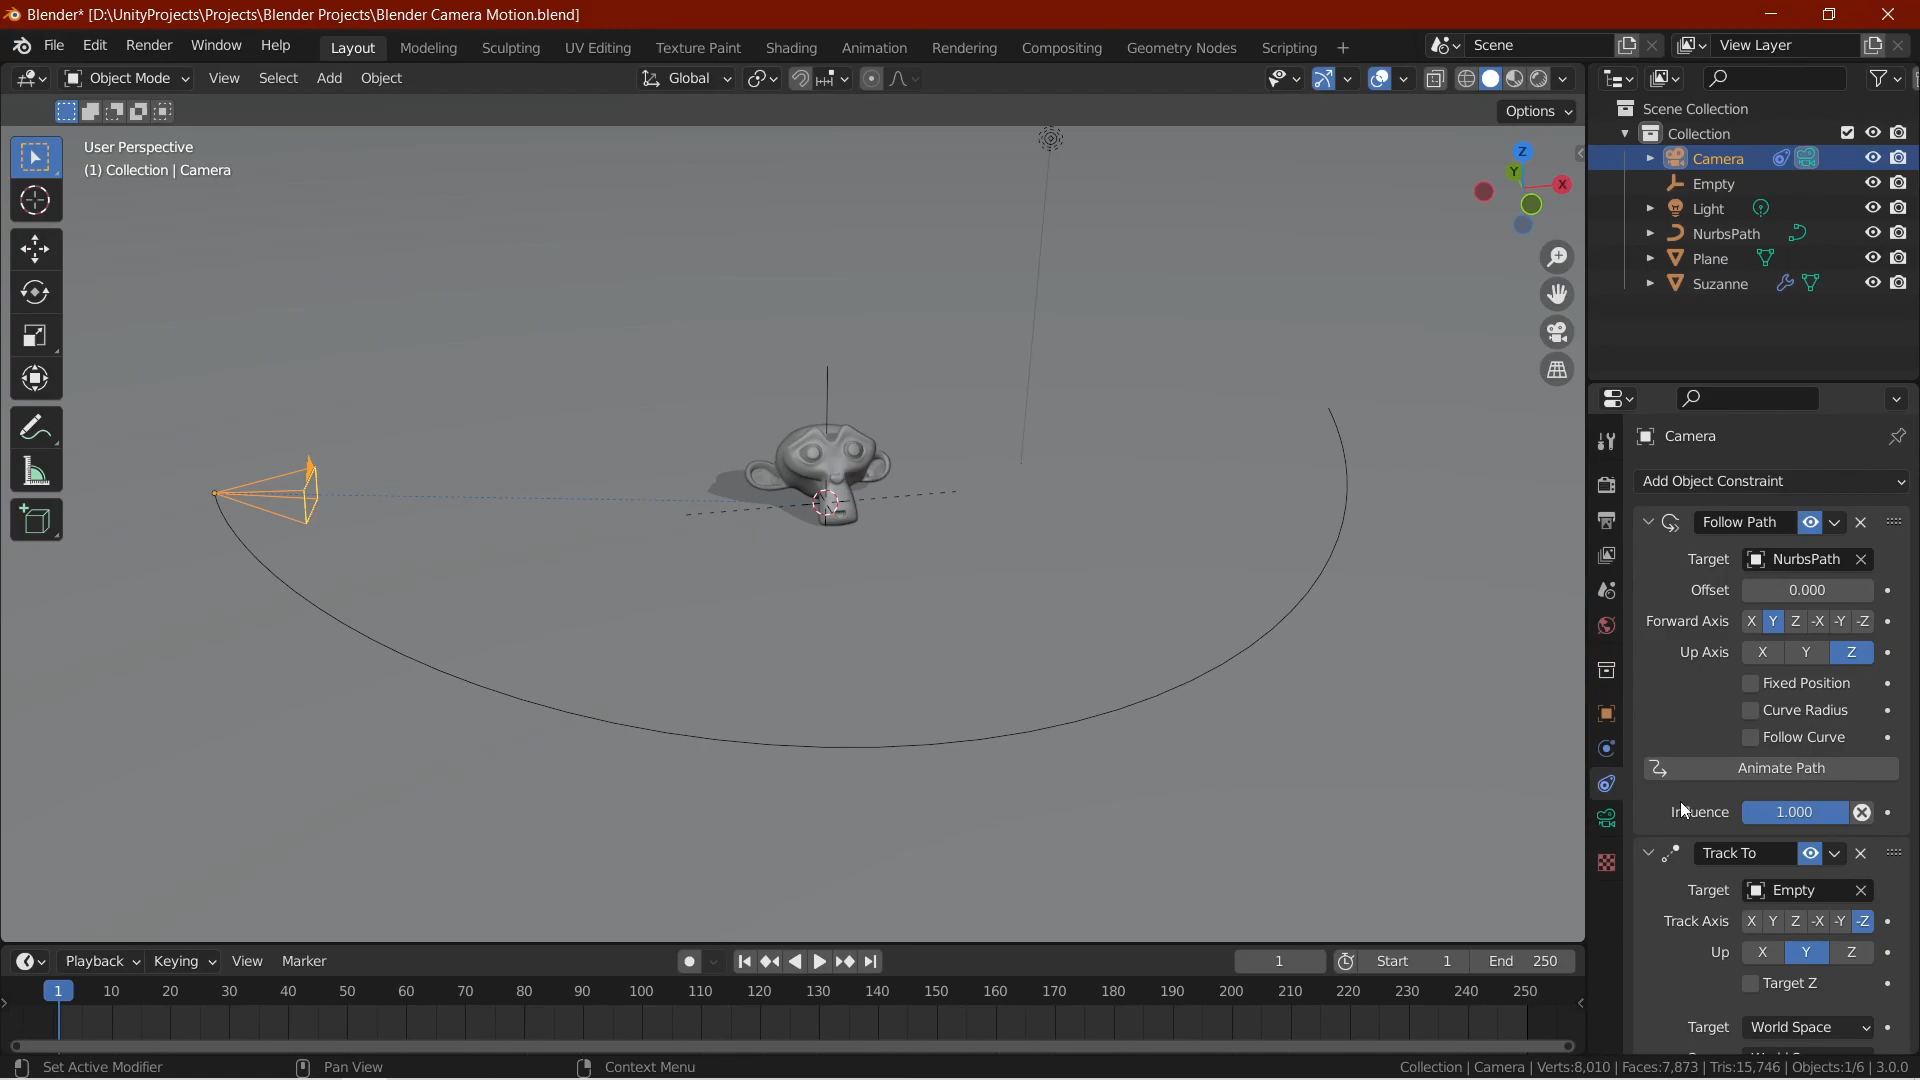 Blender* [D:\UnityProjects\Projects\Blender Projects\Blender Camera Motion.blend]
File Edit Render Window Help Layout Modeling Sculpting UV Editing Texture Paint Shading Animation Rendering Compositing Geometry Nodes Scripting + Scene View Layer
Object Mode View Select Add Object Global
Options
User Perspective
(1) Collection | Camera
Z
Y
X
Scene Collection
Collection
Camera
Empty
Light
NurbsPath
Plane
Suzanne
Camera
Add Object Constraint
Follow Path
Target NurbsPath
Offset 0.000
Forward Axis X Y Z -X -Y -Z
Up Axis X Y Z
Fixed Position
Curve Radius
Follow Curve
Animate Path
Influence 1.000
Track To
Target Empty
Track Axis X Y Z -X -Y -Z
Up X Y Z
Target Z
Target World Space
Playback Keying View Marker 1 Start 1 End 250
1 10 20 30 40 50 60 70 80 90 100 110 120 130 140 150 160 170 180 190 200 210 220 230 240 250
Set Active Modifier Pan View Context Menu Collection | Camera | Verts:8,010 | Faces:7,873 | Tris:15,746 | Objects:1/6 | 3.0.0